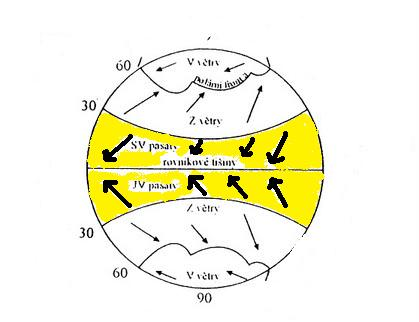 60
V větry
polární fronta
30
Z větry
SV pasáty
rovníkové tišiny
JV pasáty
30
Z větry
60
V větry
90